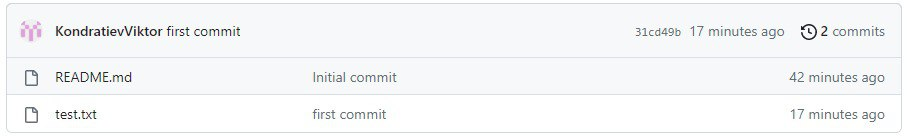 KondratievViktor first commit 31cd49b 17 minutes ago 2 commits
README.md Initial commit 42 minutes ago
test.txt first commit 17 minutes ago